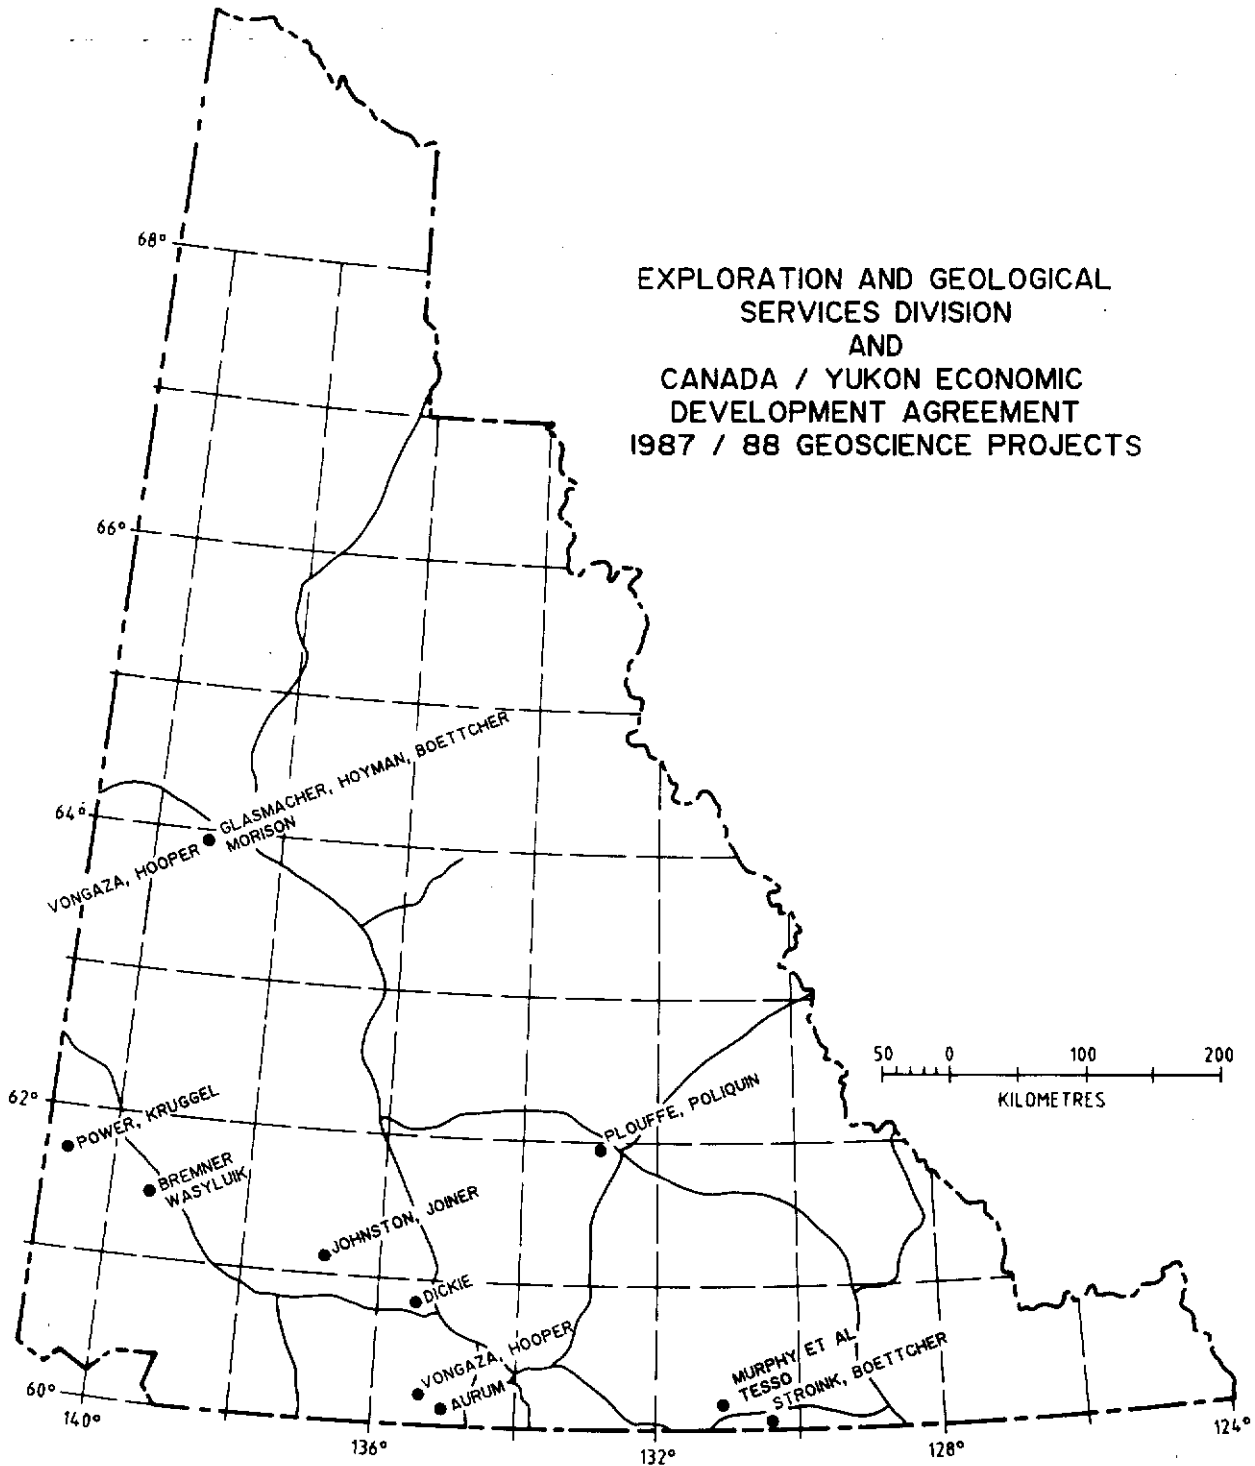 EXPLORATION AND GEOLOGICAL
SERVICES DIVISION
AND
CANADA / YUKON ECONOMIC
DEVELOPMENT AGREEMENT
1987 / 88 GEOSCIENCE PROJECTS
68°
66°
64°
62°
60°
GLASMACHER, HOYMAN, BOETTCHER
MORISON
VONGAZA, HOOPER
POWER, KRUGGEL
BREMNER
WASYLUIK
JOHNSTON, JOINER
DICKIE
PLOUFFE, POLIQUIN
VONGAZA, HOOPER
AURUM
MURPHY ET AL
TESSO
STROINK, BOETTCHER
50 0 100 200
KILOMETRES
140°
136°
132°
128°
124°